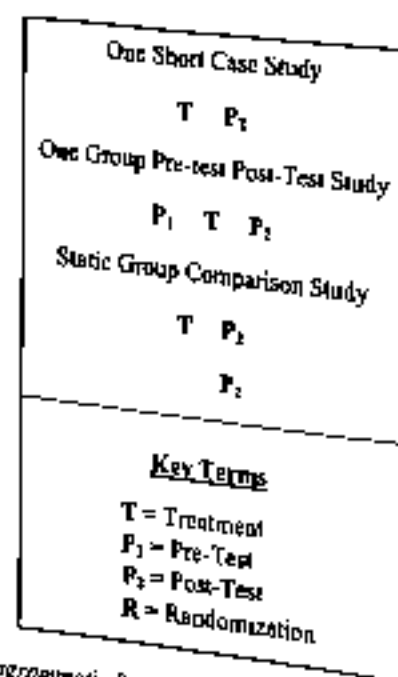 One Short Case Study
T P₂
One Group Pre-test Post-Test Study
P₁ T P₂
Static Group Comparison Study
T P₂
P₂
Key Terms
T = Treatment
P₁ = Pre-Test
P₂ = Post-Test
R = Randomization